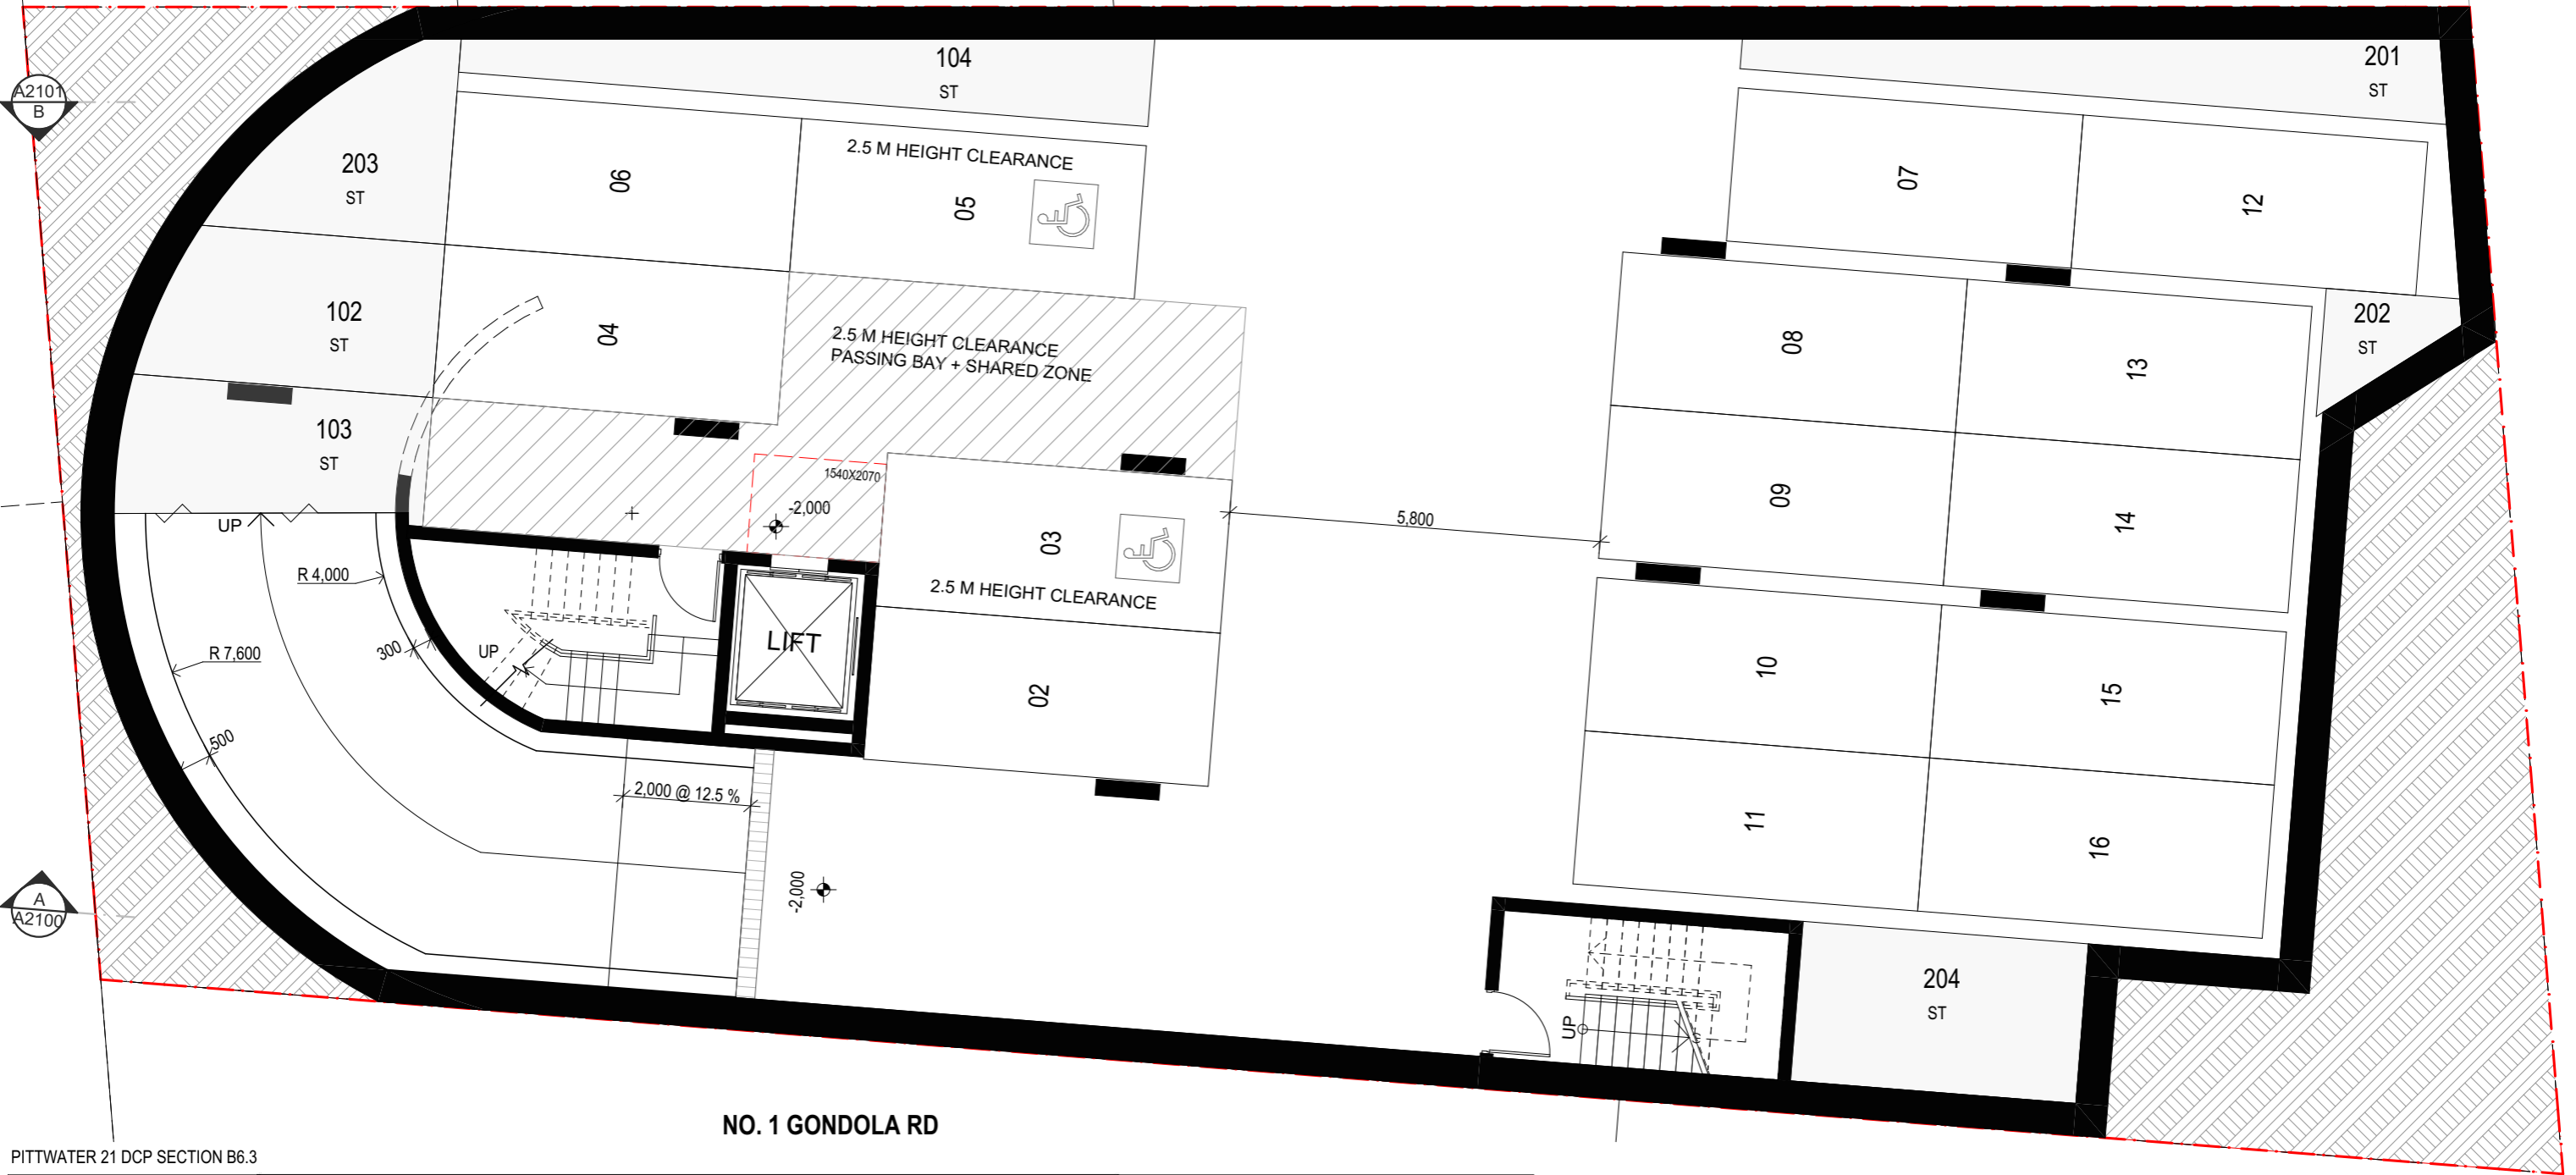 104
ST
201
ST
A2101
B
203
ST
06
2.5 M HEIGHT CLEARANCE
05
07
12
102
ST
04
2.5 M HEIGHT CLEARANCE
PASSING BAY + SHARED ZONE
08
13
202
ST
103
ST
1540X2070
-2,000
UP
03
2.5 M HEIGHT CLEARANCE
5,800
09
14
R 4,000
300
UP
LIFT
R 7,600
02
10
15
500
2,000 @ 12.5 %
-2,000
11
16
A
A2100
UP
204
ST
NO. 1 GONDOLA RD
PITTWATER 21 DCP SECTION B6.3